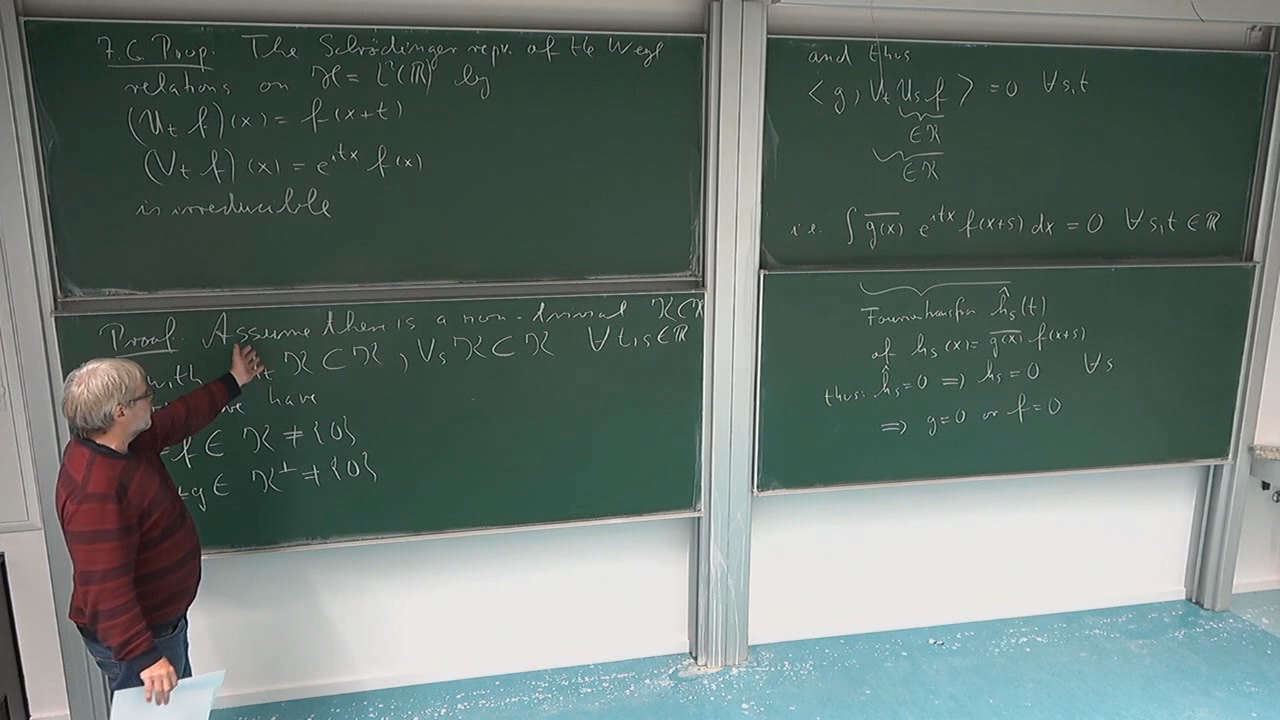 7.6. Prop. The Schrödinger repr. of the Weyl
relations on ℋ = L²(ℝ) by
(U_t f)(x) = f(x+t)
(V_t f)(x) = e^{itx} f(x)
is irreducible
Proof: Assume there is a non-trivial 𝒦 ⊂ ℋ
with 𝒦 ⊂ 𝒦, V_s 𝒦 ⊂ 𝒦 ∀ t,s ∈ ℝ
have
f ∈ 𝒦 ≠ {0}
g ∈ 𝒦^⊥ ≠ {0}
and thus
⟨g, V_t U_s f⟩ = 0 ∀ s,t
∈ 𝒦
∈ 𝒦
i.e. ∫ \overline{g(x)} e^{itx} f(x+s) dx = 0 ∀ s,t ∈ ℝ
Fouriertransform ĥ_s(t)
of h_s(x) = \overline{g(x)} f(x+s)
thus: ĥ_s = 0 ⟹ h_s = 0 ∀ s
⟹ g=0 or f=0